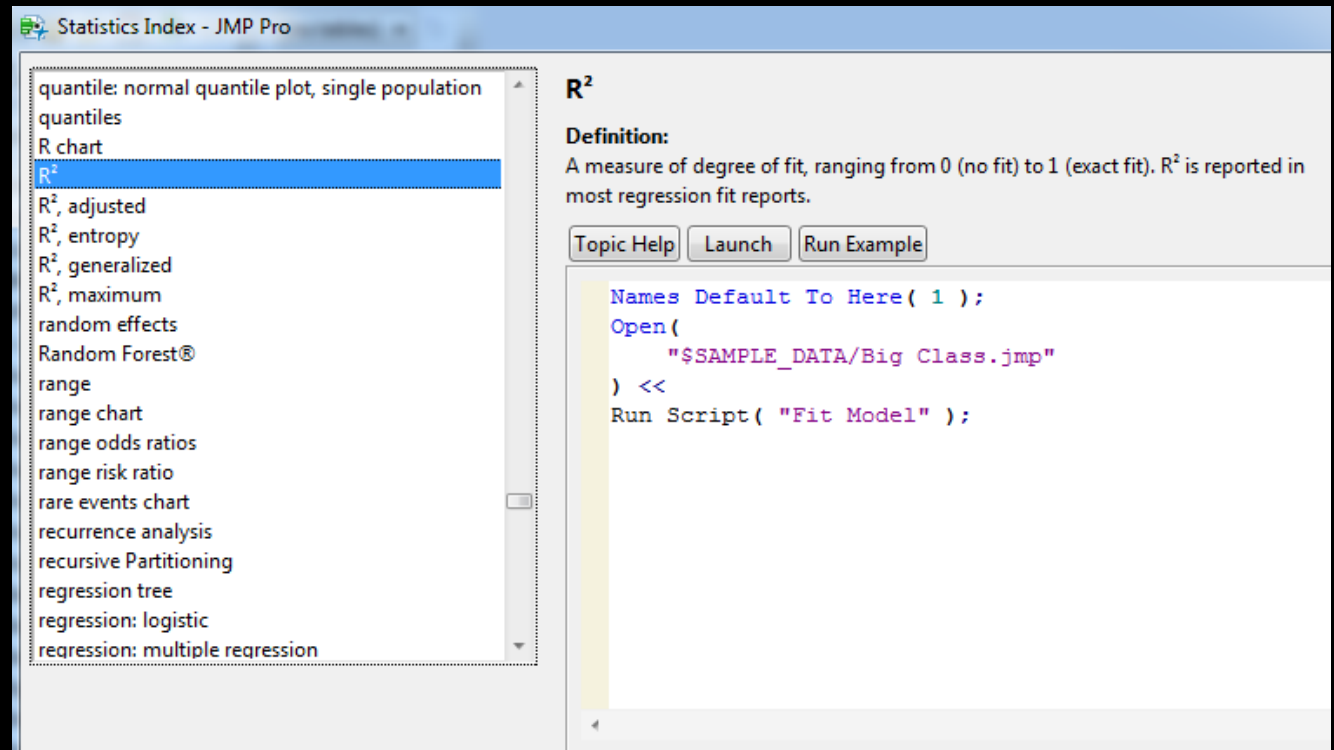 Statistics Index - JMP Pro
quantile: normal quantile plot, single population
quantiles
R chart
R²
R², adjusted
R², entropy
R², generalized
R², maximum
random effects
Random Forest®
range
range chart
range odds ratios
range risk ratio
rare events chart
recurrence analysis
recursive Partitioning
regression tree
regression: logistic
regression: multiple regression
R²
Definition:
A measure of degree of fit, ranging from 0 (no fit) to 1 (exact fit). R² is reported in
most regression fit reports.
Topic Help Launch Run Example
Names Default To Here( 1 );
Open(
    "$SAMPLE_DATA/Big Class.jmp"
) <<
Run Script( "Fit Model" );